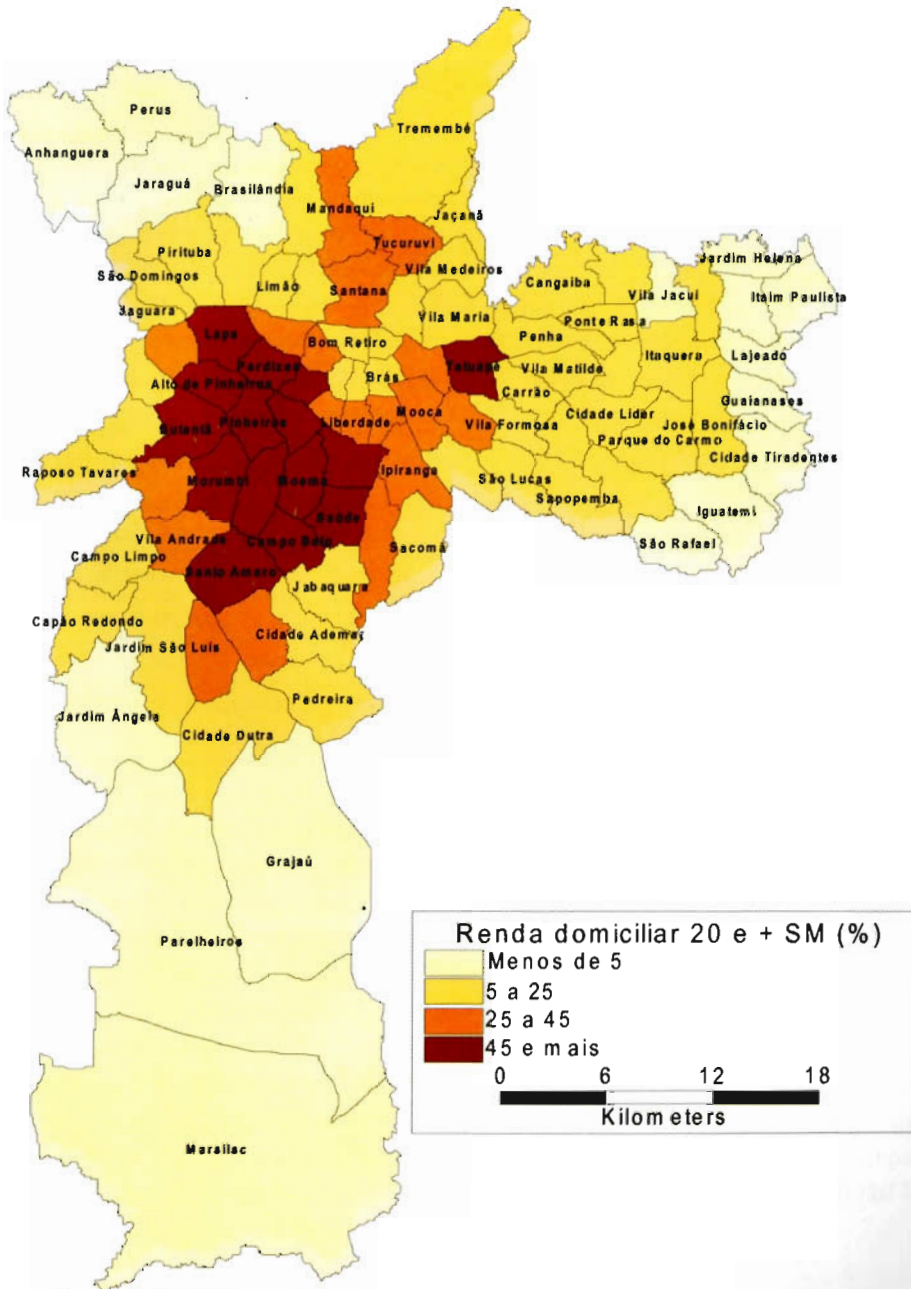 Perus
Tremembé
Anhanguera
Jaraguá
Brasilândia
Mandaqui
Jaçanã
Tucuruvi
Pirituba
Vila Medeiros
Jardim Helena
São Domingos
Limão
Santana
Cangaiba
Vila Jacuí
Itaim Paulista
Jaguara
Vila Maria
Ponte Rasa
Lapa
Bom Retiro
Penha
Itaquera
Lajeado
Perdizes
Tatuapé
Vila Matilde
Alto de Pinheiros
Brás
Carrão
Guaianases
Butantã
Pinheiros
Liberdade
Mooca
Vila Formosa
Cidade Lider
José Bonifácio
Parque do Carmo
Cidade Tiradentes
Raposo Tavares
Morumbi
Moema
Ipiranga
São Lucas
Sapopemba
Iguatemi
Saúde
Vila Andrade
Campo Belo
Sacomã
São Rafael
Campo Limpo
Santo Amaro
Jabaquara
Capão Redondo
Cidade Ademar
Jardim São Luís
Pedreira
Jardim Ângela
Cidade Dutra
Grajaú
Parelheiros
Marsilac
Renda domiciliar 20 e + SM (%)
Menos de 5
5 a 25
25 a 45
45 e mais
0 6 12 18
Kilometers